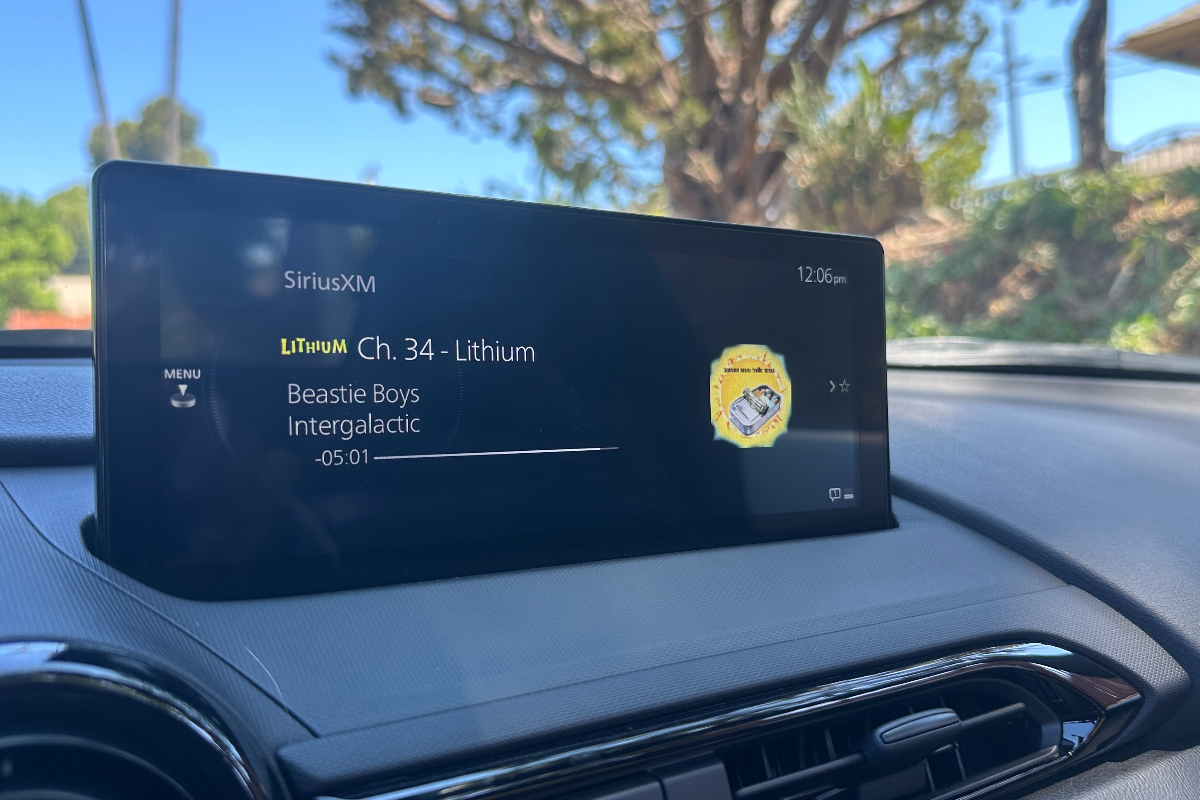 SiriusXM
12:06pm
LITHIUM Ch. 34 - Lithium
MENU
Beastie Boys
Intergalactic
-05:01